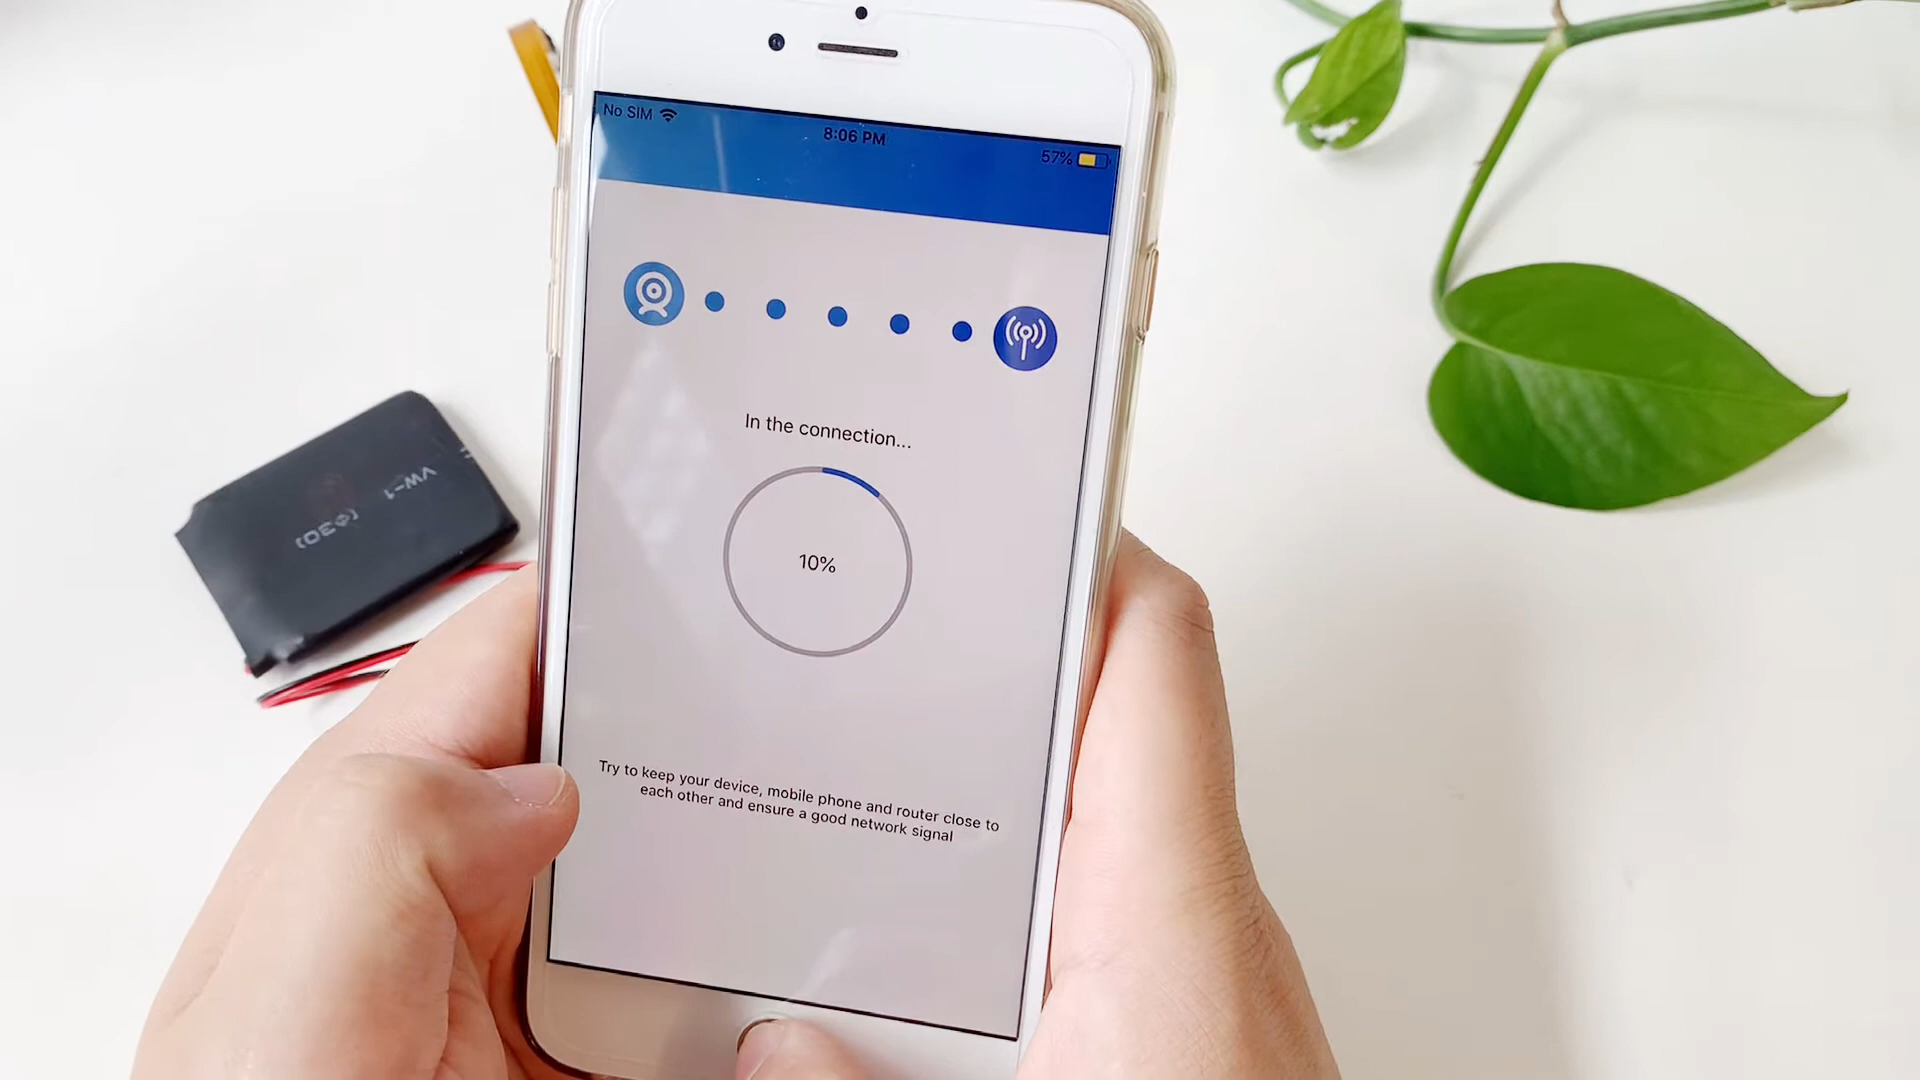 No SIM
8:06 PM
57%
In the connection...
10%
Try to keep your device, mobile phone and router close to
each other and ensure a good network signal
VW-1
(Φ30)